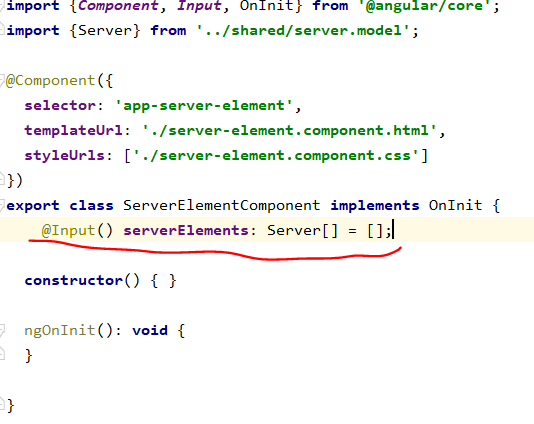 import {Component, Input, OnInit} from '@angular/core';
import {Server} from '../shared/server.model';
@Component({
selector: 'app-server-element',
templateUrl: './server-element.component.html',
styleUrls: ['./server-element.component.css']
})
export class ServerElementComponent implements OnInit {
@Input() serverElements: Server[] = [];
constructor() { }
ngOnInit(): void {
}
}